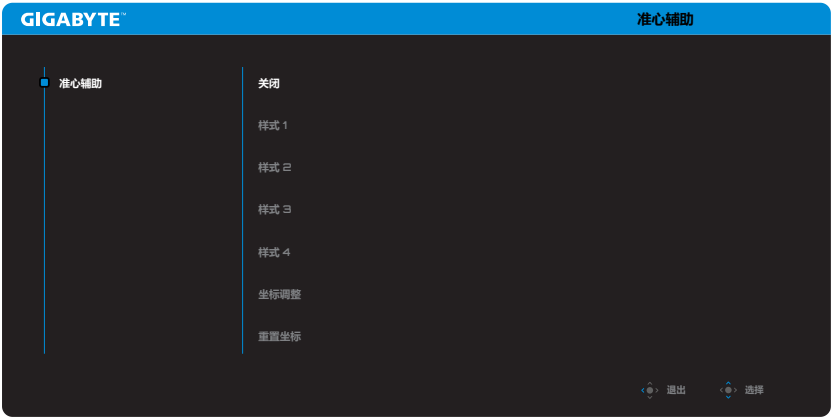 GIGABYTE™
准心辅助
准心辅助
关闭
样式 1
样式 2
样式 3
样式 4
坐标调整
重置坐标
退出
选择